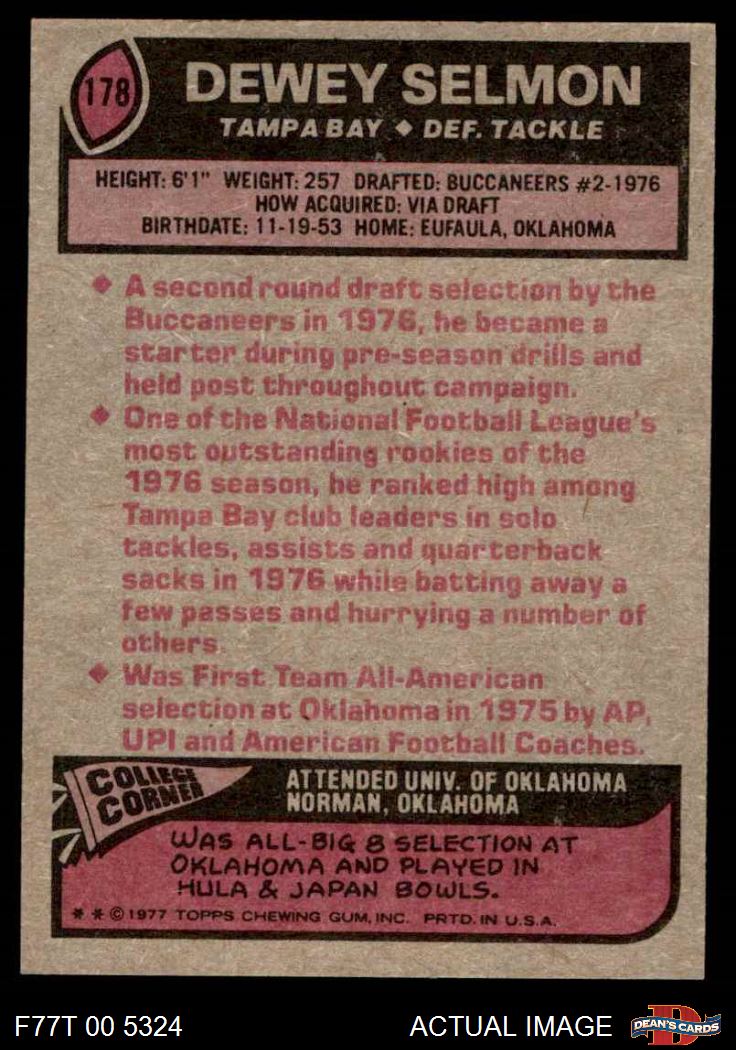 178
DEWEY SELMON
TAMPA BAY ◆ DEF. TACKLE
HEIGHT: 6'1" WEIGHT: 257 DRAFTED: BUCCANEERS #2-1976
HOW ACQUIRED: VIA DRAFT
BIRTHDATE: 11-19-53 HOME: EUFAULA, OKLAHOMA
◆ A second round draft selection by the
Buccaneers in 1976, he became a
starter during pre-season drills and
held post throughout campaign.
◆ One of the National Football League's
most outstanding rookies of the
1976 season, he ranked high among
Tampa Bay club leaders in solo
tackles, assists and quarterback
sacks in 1976 while batting away a
few passes and hurrying a number of
others.
◆ Was First Team All-American
selection at Oklahoma in 1975 by AP,
UPI and American Football Coaches.
COLLEGE
CORNER
ATTENDED UNIV. OF OKLAHOMA
NORMAN, OKLAHOMA
WAS ALL-BIG 8 SELECTION AT
OKLAHOMA AND PLAYED IN
HULA & JAPAN BOWLS.
* * © 1977 TOPPS CHEWING GUM, INC. PRTD. IN U.S.A.
F77T 00 5324
ACTUAL IMAGE
D
DEAN'S CARDS